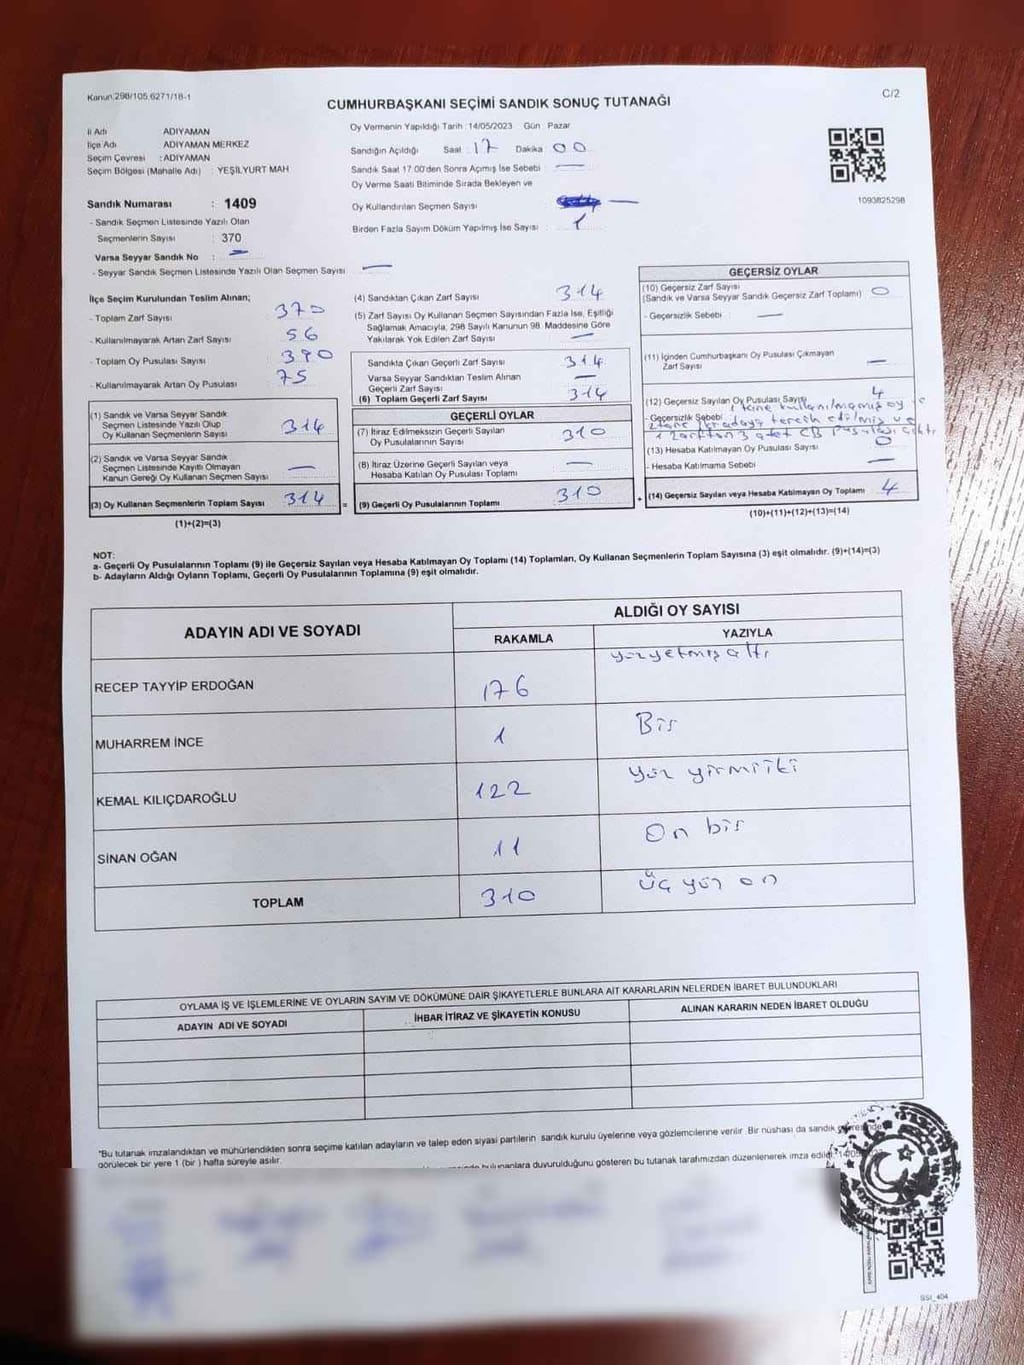 Kanun:298/105,6271/18-1
C/2
CUMHURBAŞKANI SEÇİMİ SANDIK SONUÇ TUTANAĞI
İl Adı ADIYAMAN
İlçe Adı ADIYAMAN MERKEZ
Seçim Çevresi : ADIYAMAN
Seçim Bölgesi (Mahalle Adı) : YEŞİLYURT MAH
Sandık Numarası : 1409
- Sandık Seçmen Listesinde Yazılı Olan
Seçmenlerin Sayısı : 370
Varsa Seyyar Sandık No : —
- Seyyar Sandık Seçmen Listesinde Yazılı Olan Seçmen Sayısı —
Oy Vermenin Yapıldığı Tarih : 14/05/2023 Gün : Pazar
Sandığın Açıldığı Saat : 17 Dakika 00
Sandık Saat 17.00'den Sonra Açımış İse Sebebi : —
Oy Verme Saati Bitiminde Sırada Bekleyen ve
Oy Kullandırılan Seçmen Sayısı —
Birden Fazla Sayım Döküm Yapılmış İse Sayısı : 1
1093825298
İlçe Seçim Kurulundan Teslim Alınan;
- Toplam Zarf Sayısı 370
- Kullanılmayarak Artan Zarf Sayısı : 56
- Toplam Oy Pusulası Sayısı 390
- Kullanılmayarak Artan Oy Pusulası 75
(1) Sandık ve Varsa Seyyar Sandık
Seçmen Listesinde Yazılı Olup
Oy Kullanan Seçmenlerin Sayısı 314
(2) Sandık ve Varsa Seyyar Sandık
Seçmen Listesinde Kayıtlı Olmayan
Kanun Gereği Oy Kullanan Seçmen Sayısı —
(3) Oy Kullanan Seçmenlerin Toplam Sayısı 314 =
(1)+(2)=(3)
(4) Sandıktan Çıkan Zarf Sayısı 314
(5) Zarf Sayısı Oy Kullanan Seçmen Sayısından Fazla İse, Eşitliği
Sağlamak Amacıyla, 298 Sayılı Kanunun 98. Maddesine Göre
Yakılarak Yok Edilen Zarf Sayısı —
Sandıkta Çıkan Geçerli Zarf Sayısı 314
Varsa Seyyar Sandıktan Teslim Alınan
Geçerli Zarf Sayısı —
(6) Toplam Geçerli Zarf Sayısı 314
GEÇERLİ OYLAR
(7) İtiraz Edilmeksizin Geçerli Sayılan
Oy Pusulalarının Sayısı 310
(8) İtiraz Üzerine Geçerli Sayılan veya
Hesaba Katılan Oy Pusulası Toplamı —
(9) Geçerli Oy Pusulalarının Toplamı 310 +
GEÇERSİZ OYLAR
(10) Geçersiz Zarf Sayısı
(Sandık ve Varsa Seyyar Sandık Geçersiz Zarf Toplamı) 0
- Geçersizlik Sebebi : —
(11) İçinden Cumhurbaşkanı Oy Pusulası Çıkmayan
Zarf Sayısı —
(12) Geçersiz Sayılan Oy Pusulası Sayısı 4
- Geçersizlik Sebebi 1 tane kullanılmamış oy
2 tane adayı tercih edilmiş ve
1 zarftan 3 adet CB pusulası çıktı
(13) Hesaba Katılmayan Oy Pusulası Sayısı 0
- Hesaba Katılmama Sebebi —
(14) Geçersiz Sayılan veya Hesaba Katılmayan Oy Toplamı 4
(10)+(11)+(12)+(13)=(14)
NOT:
a- Geçerli Oy Pusulalarının Toplamı (9) ile Geçersiz Sayılan veya Hesaba Katılmayan Oy Toplamı (14) Toplamları, Oy Kullanan Seçmenlerin Toplam Sayısına (3) eşit olmalıdır. (9)+(14)=(3)
b- Adayların Aldığı Oyların Toplamı, Geçerli Oy Pusulalarının Toplamına (9) eşit olmalıdır.
ADAYIN ADI VE SOYADI
ALDIĞI OY SAYISI
RAKAMLA YAZIYLA
RECEP TAYYİP ERDOĞAN 176 yüzyetmişaltı
MUHARREM İNCE 1 Bir
KEMAL KILIÇDAROĞLU 122 yüz yirmiiki
SİNAN OĞAN 11 On bir
TOPLAM 310 üç yüz on
OYLAMA İŞ VE İŞLEMLERİNE VE OYLARIN SAYIM VE DÖKÜMÜNE DAİR ŞİKAYETLERLE BUNLARA AİT KARARLARIN NELERDEN İBARET BULUNDUKLARI
ADAYIN ADI VE SOYADI İHBAR İTİRAZ VE ŞİKAYETİN KONUSU ALINAN KARARIN NEDEN İBARET OLDUĞU
"Bu tutanak imzalandıktan ve mühürlendikten sonra seçime katılan adayların ve talep eden siyasi partilerin sandık kurulu üyelerine veya gözlemcilerine verilir Bir nüshası da sandık
görülecek bir yere 1 (bir) hafta süreyle asılır.
bulunanlara duyurulduğunu gösteren bu tutanak tarafımızdan düzenlenerek imza edildi.
SSI_404